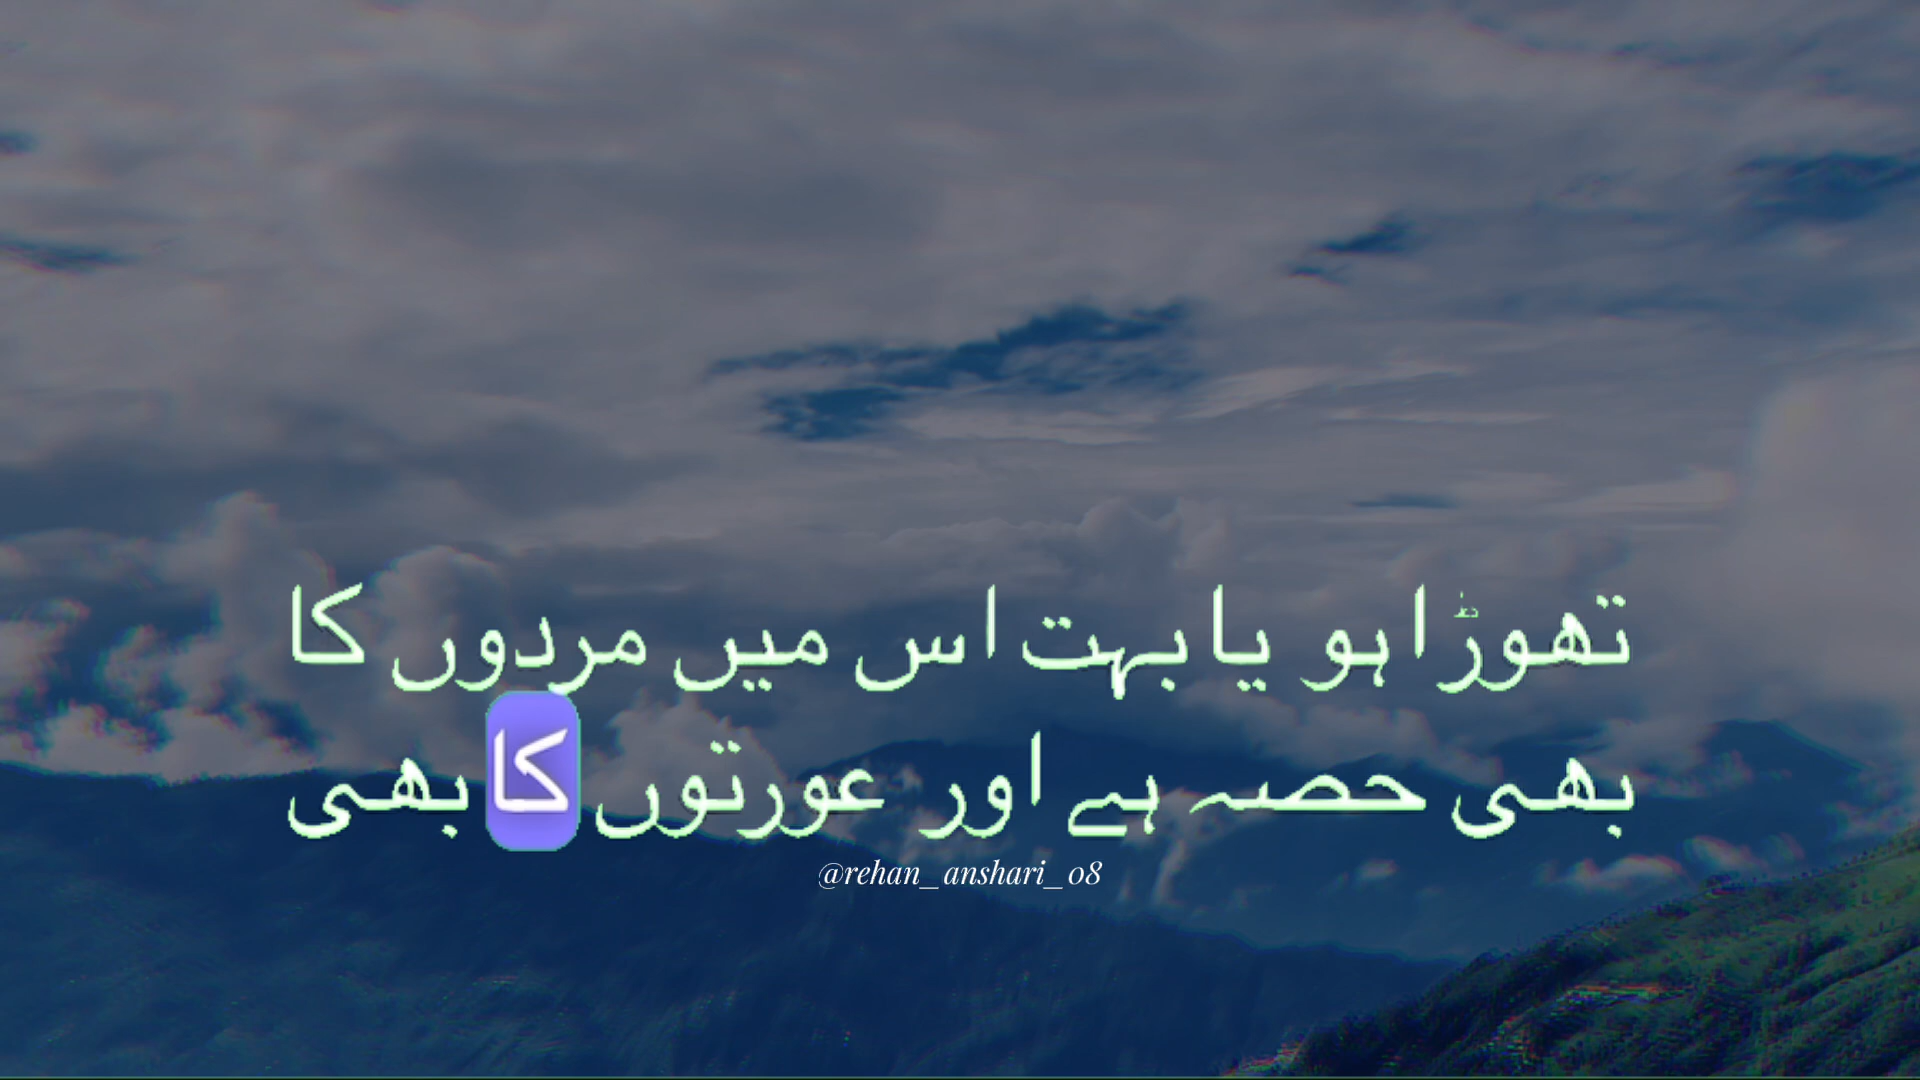 تھوڑا ہو یا بہت اس میں مردوں کا
بھی حصہ ہے اور عورتوں کا بھی
@rehan_anshari_08